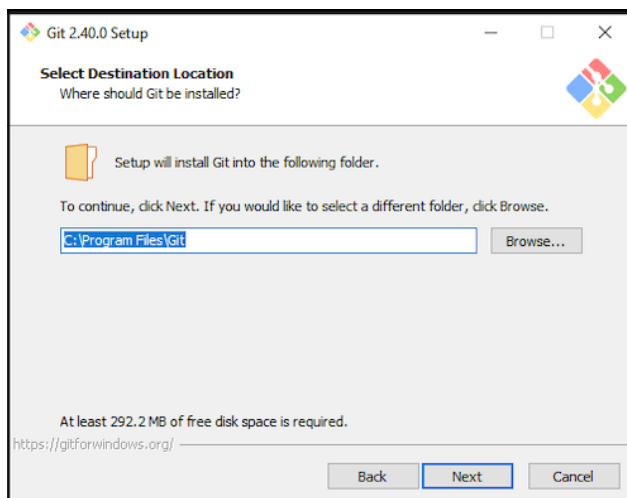 Git 2.40.0 Setup
Select Destination Location
Where should Git be installed?
Setup will install Git into the following folder.
To continue, click Next. If you would like to select a different folder, click Browse.
C:\Program Files\Git
Browse...
At least 292.2 MB of free disk space is required.
https://gitforwindows.org/
Back Next Cancel